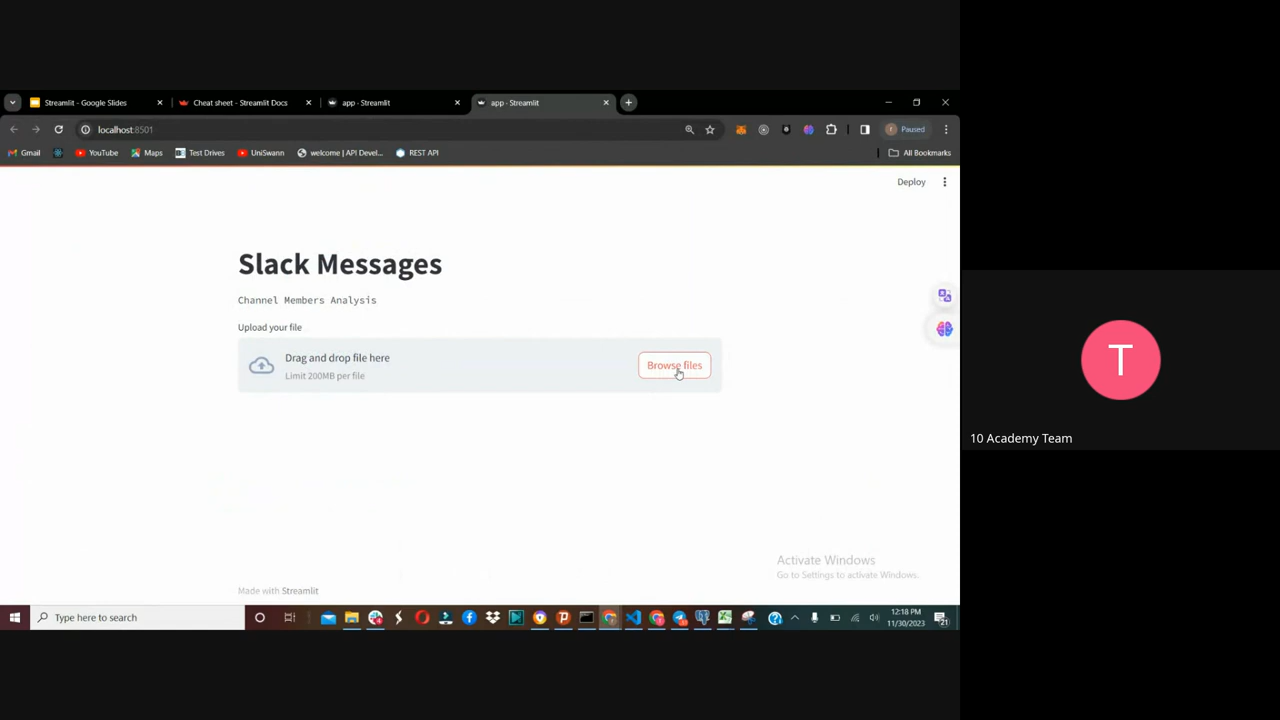 Streamlit - Google Slides
Cheat sheet - Streamlit Docs
app · Streamlit
app · Streamlit
localhost:8501
Paused
Gmail
YouTube
Maps
Test Drives
UniSwann
welcome | API Devel...
REST API
All Bookmarks
Deploy
Slack Messages
Channel Members Analysis
Upload your file
Drag and drop file here
Limit 200MB per file
Browse files
T
10 Academy Team
Activate Windows
Go to Settings to activate Windows.
Made with Streamlit
Type here to search
12:18 PM
11/30/2023
21